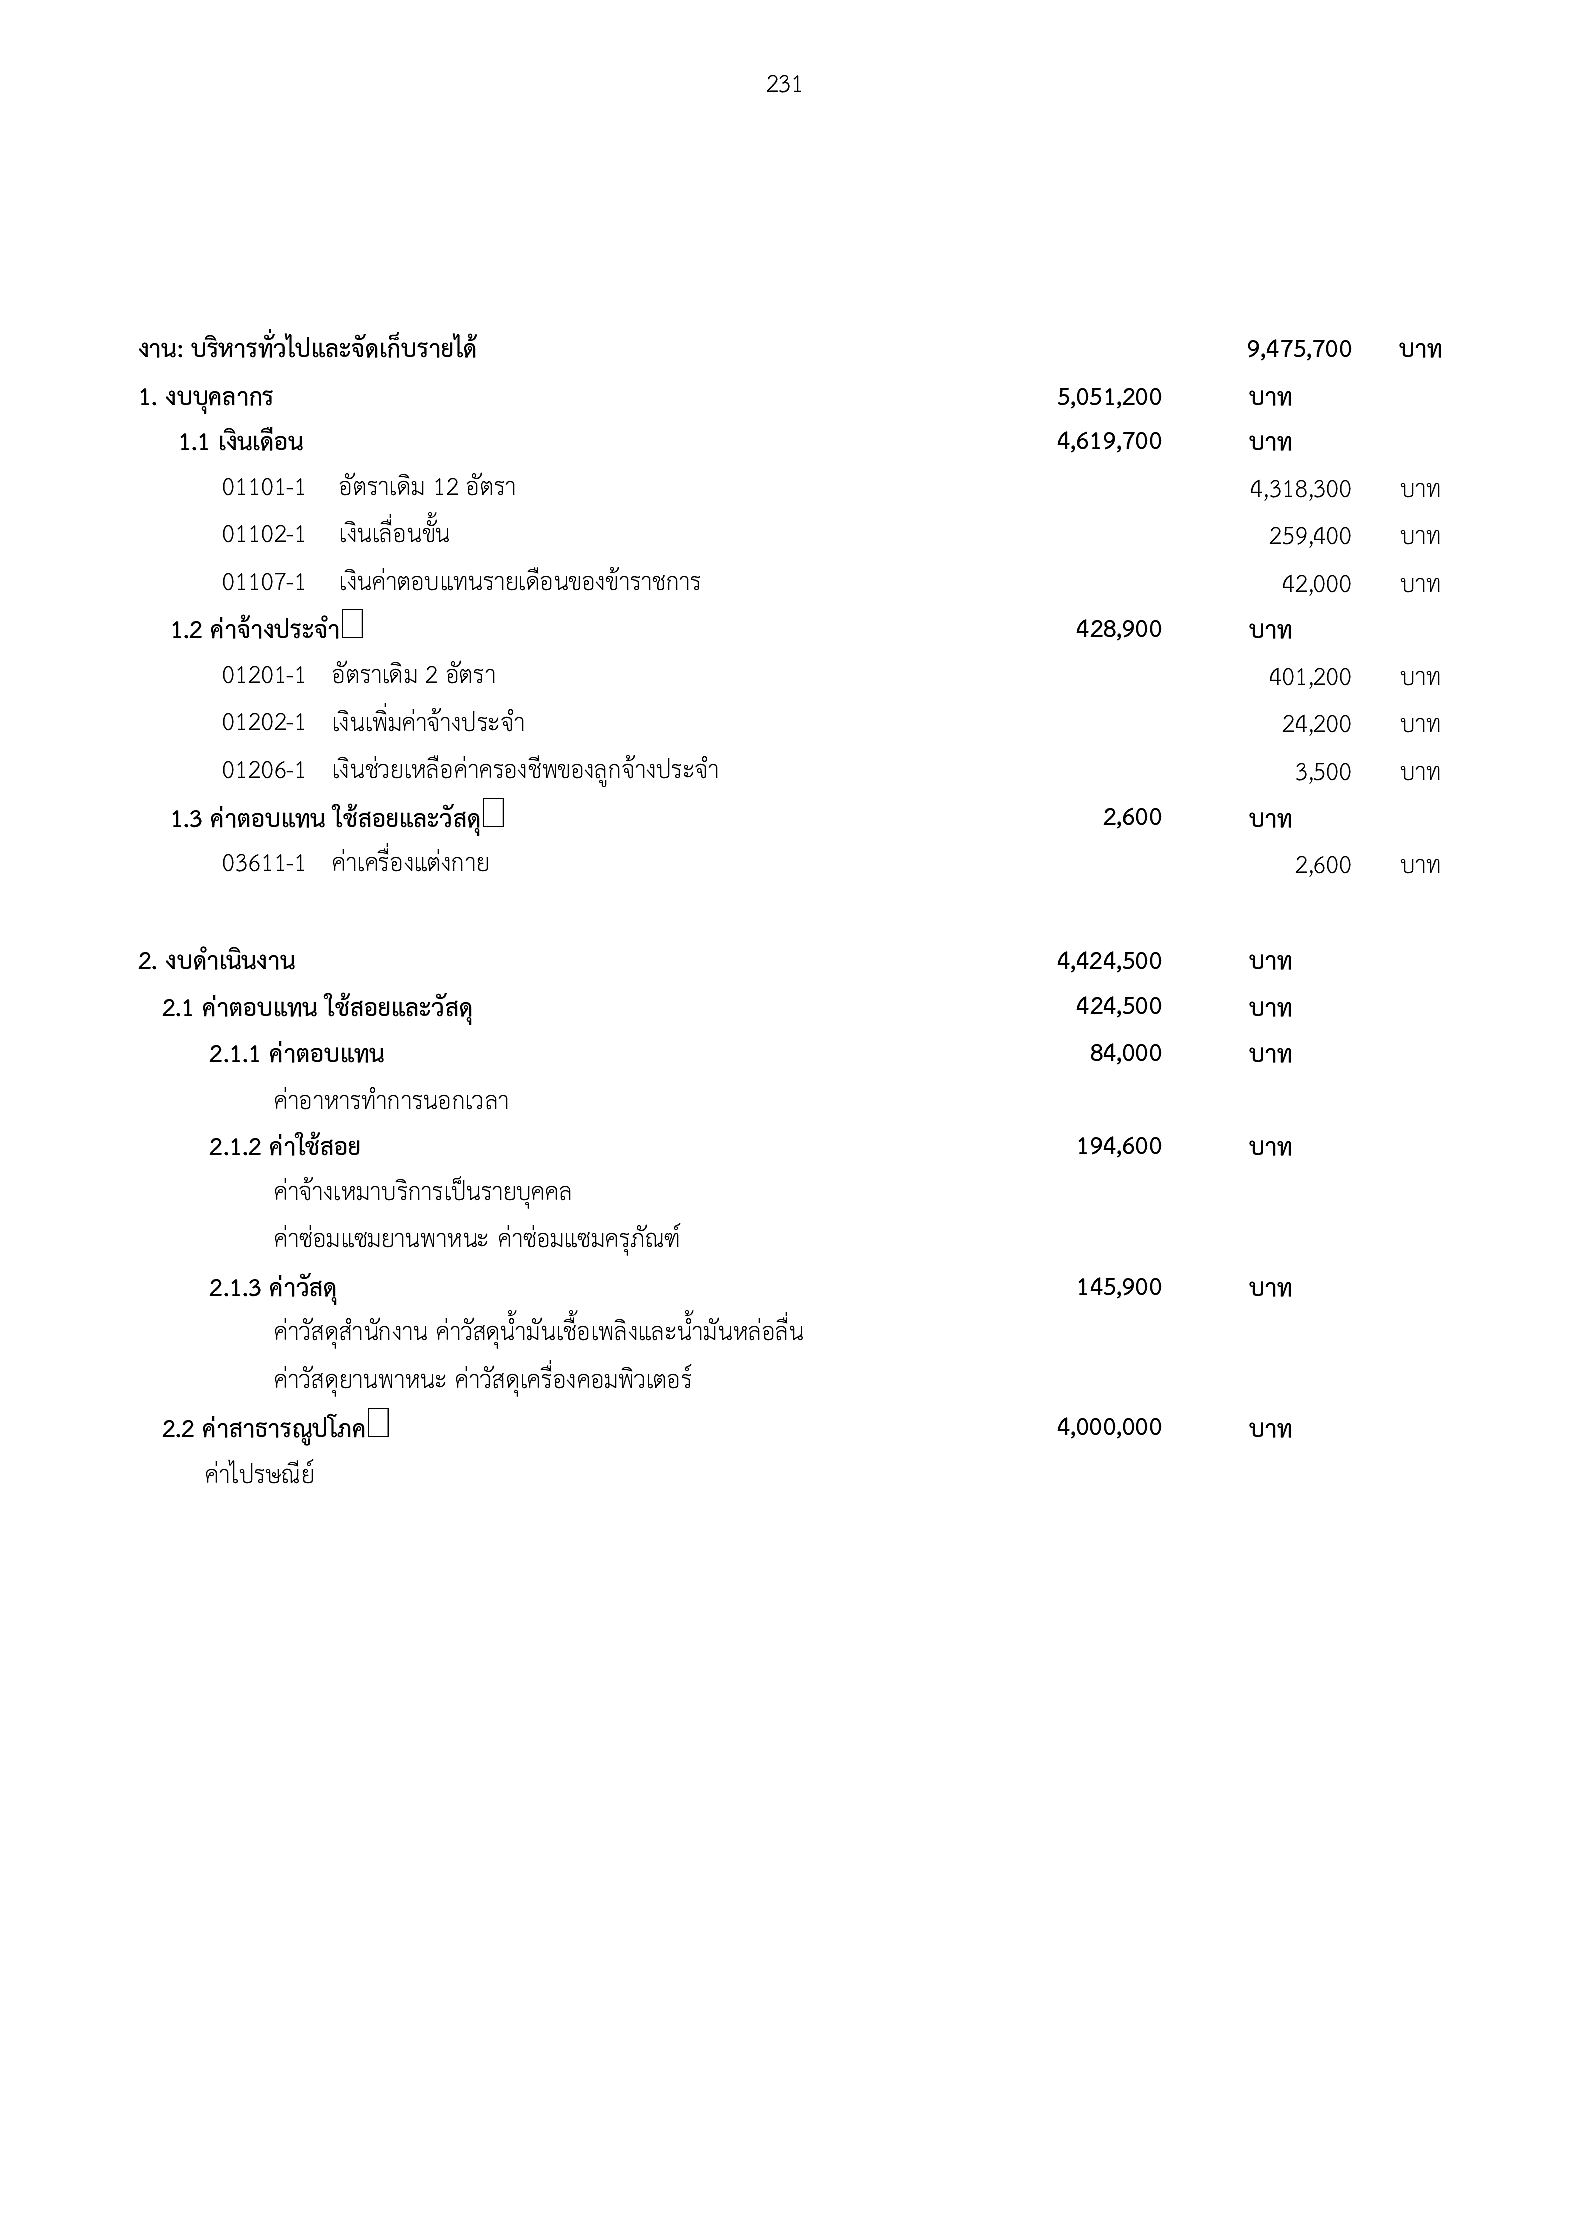 231
งาน: บริหารทั่วไปและจัดเก็บรายได้ 9,475,700 บาท
1. งบบุคลากร 5,051,200 บาท
1.1 เงินเดือน 4,619,700 บาท
01101-1 อัตราเดิม 12 อัตรา 4,318,300 บาท
01102-1 เงินเลื่อนขั้น 259,400 บาท
01107-1 เงินค่าตอบแทนรายเดือนของข้าราชการ 42,000 บาท
1.2 ค่าจ้างประจำ 428,900 บาท
01201-1 อัตราเดิม 2 อัตรา 401,200 บาท
01202-1 เงินเพิ่มค่าจ้างประจำ 24,200 บาท
01206-1 เงินช่วยเหลือค่าครองชีพของลูกจ้างประจำ 3,500 บาท
1.3 ค่าตอบแทน ใช้สอยและวัสดุ 2,600 บาท
03611-1 ค่าเครื่องแต่งกาย 2,600 บาท
2. งบดำเนินงาน 4,424,500 บาท
2.1 ค่าตอบแทน ใช้สอยและวัสดุ 424,500 บาท
2.1.1 ค่าตอบแทน 84,000 บาท
ค่าอาหารทำการนอกเวลา
2.1.2 ค่าใช้สอย 194,600 บาท
ค่าจ้างเหมาบริการเป็นรายบุคคล
ค่าซ่อมแซมยานพาหนะ ค่าซ่อมแซมครุภัณฑ์
2.1.3 ค่าวัสดุ 145,900 บาท
ค่าวัสดุสำนักงาน ค่าวัสดุน้ำมันเชื้อเพลิงและน้ำมันหล่อลื่น
ค่าวัสดุยานพาหนะ ค่าวัสดุเครื่องคอมพิวเตอร์
2.2 ค่าสาธารณูปโภค 4,000,000 บาท
ค่าไปรษณีย์